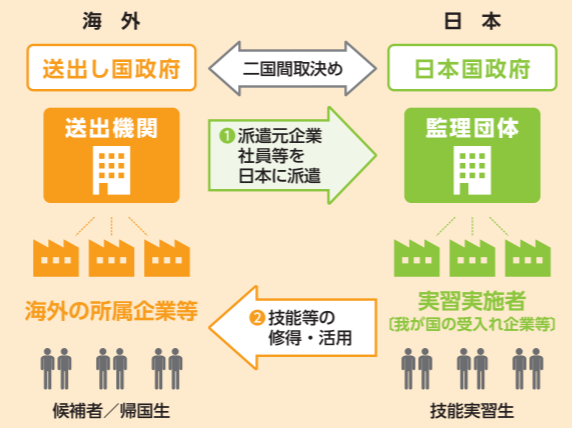 海外
日本
送出し国政府
二国間取決め
日本国政府
送出機関
❶派遣元企業
社員等を
日本に派遣
監理団体
海外の所属企業等
❷技能等の
修得・活用
実習実施者
〔我が国の受入れ企業等〕
候補者／帰国生
技能実習生